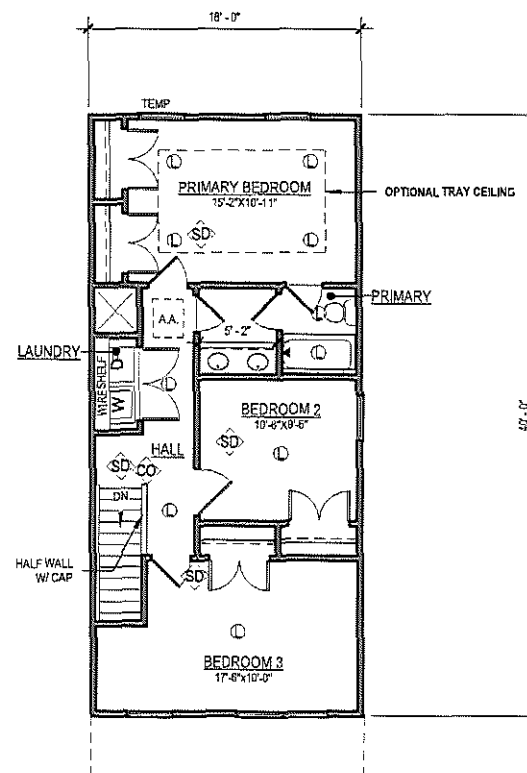 18' - 0"
TEMP
L
L
PRIMARY BEDROOM
15'-2"X10'-11"
OPTIONAL TRAY CEILING
L
SD
L
A.A.
L
PRIMARY
5' - 2"
L
LAUNDRY
D
WIRESHELF
W
L
BEDROOM 2
10'-6"X9'-6"
40'-0"
SD
L
HALL
SD
CO
DN
L
HALF WALL
W/ CAP
SD
L
BEDROOM 3
17'-6"X10'-0"